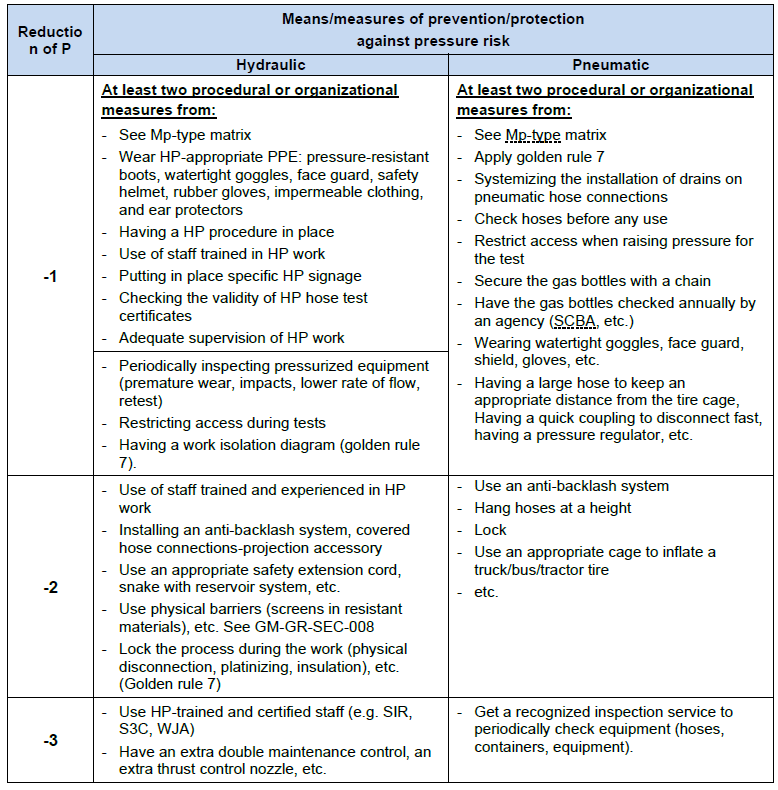 Reductio
n of P
Means/measures of prevention/protection
against pressure risk
Hydraulic
Pneumatic
-1
At least two procedural or organizational
measures from:
- See Mp-type matrix
- Wear HP-appropriate PPE: pressure-resistant
boots, watertight goggles, face guard, safety
helmet, rubber gloves, impermeable clothing,
and ear protectors
- Having a HP procedure in place
- Use of staff trained in HP work
- Putting in place specific HP signage
- Checking the validity of HP hose test
certificates
- Adequate supervision of HP work
- Periodically inspecting pressurized equipment
(premature wear, impacts, lower rate of flow,
retest)
- Restricting access during tests
- Having a work isolation diagram (golden rule
7).
At least two procedural or organizational
measures from:
- See Mp-type matrix
- Apply golden rule 7
- Systemizing the installation of drains on
pneumatic hose connections
- Check hoses before any use
- Restrict access when raising pressure for
the test
- Secure the gas bottles with a chain
- Have the gas bottles checked annually by
an agency (SCBA, etc.)
- Wearing watertight goggles, face guard,
shield, gloves, etc.
- Having a large hose to keep an
appropriate distance from the tire cage,
Having a quick coupling to disconnect fast,
having a pressure regulator, etc.
-2
- Use of staff trained and experienced in HP
work
- Installing an anti-backlash system, covered
hose connections-projection accessory
- Use an appropriate safety extension cord,
snake with reservoir system, etc.
- Use physical barriers (screens in resistant
materials), etc. See GM-GR-SEC-008
- Lock the process during the work (physical
disconnection, platinizing, insulation), etc.
(Golden rule 7)
- Use an anti-backlash system
- Hang hoses at a height
- Lock
- Use an appropriate cage to inflate a
truck/bus/tractor tire
- etc.
-3
- Use HP-trained and certified staff (e.g. SIR,
S3C, WJA)
- Have an extra double maintenance control, an
extra thrust control nozzle, etc.
- Get a recognized inspection service to
periodically check equipment (hoses,
containers, equipment).